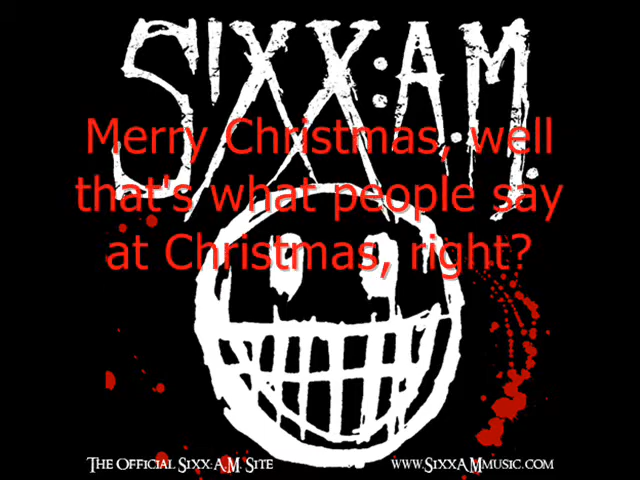 SIXX:A.M.
Merry Christmas, well
that's what people say
at Christmas, right?
The Official Sixx:A.M. Site
www.SixxAMmusic.com